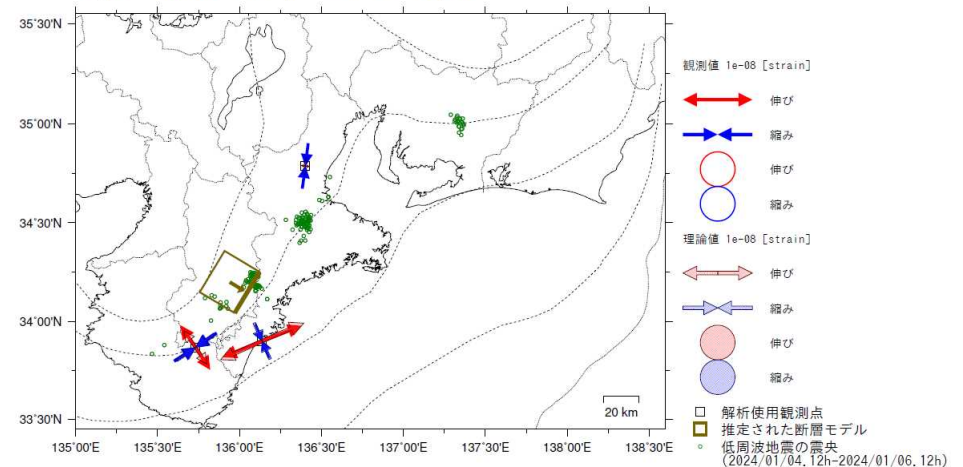 35°30'N
35°00'N
34°30'N
34°00'N
33°30'N
135°00'E
135°30'E
136°00'E
136°30'E
137°00'E
137°30'E
138°00'E
138°30'E
20 km
観測値 1e-08 [strain]
伸び
縮み
伸び
縮み
理論値 1e-08 [strain]
伸び
縮み
伸び
縮み
解析使用観測点
推定された断層モデル
低周波地震の震央
(2024/01/04.12h-2024/01/06.12h)